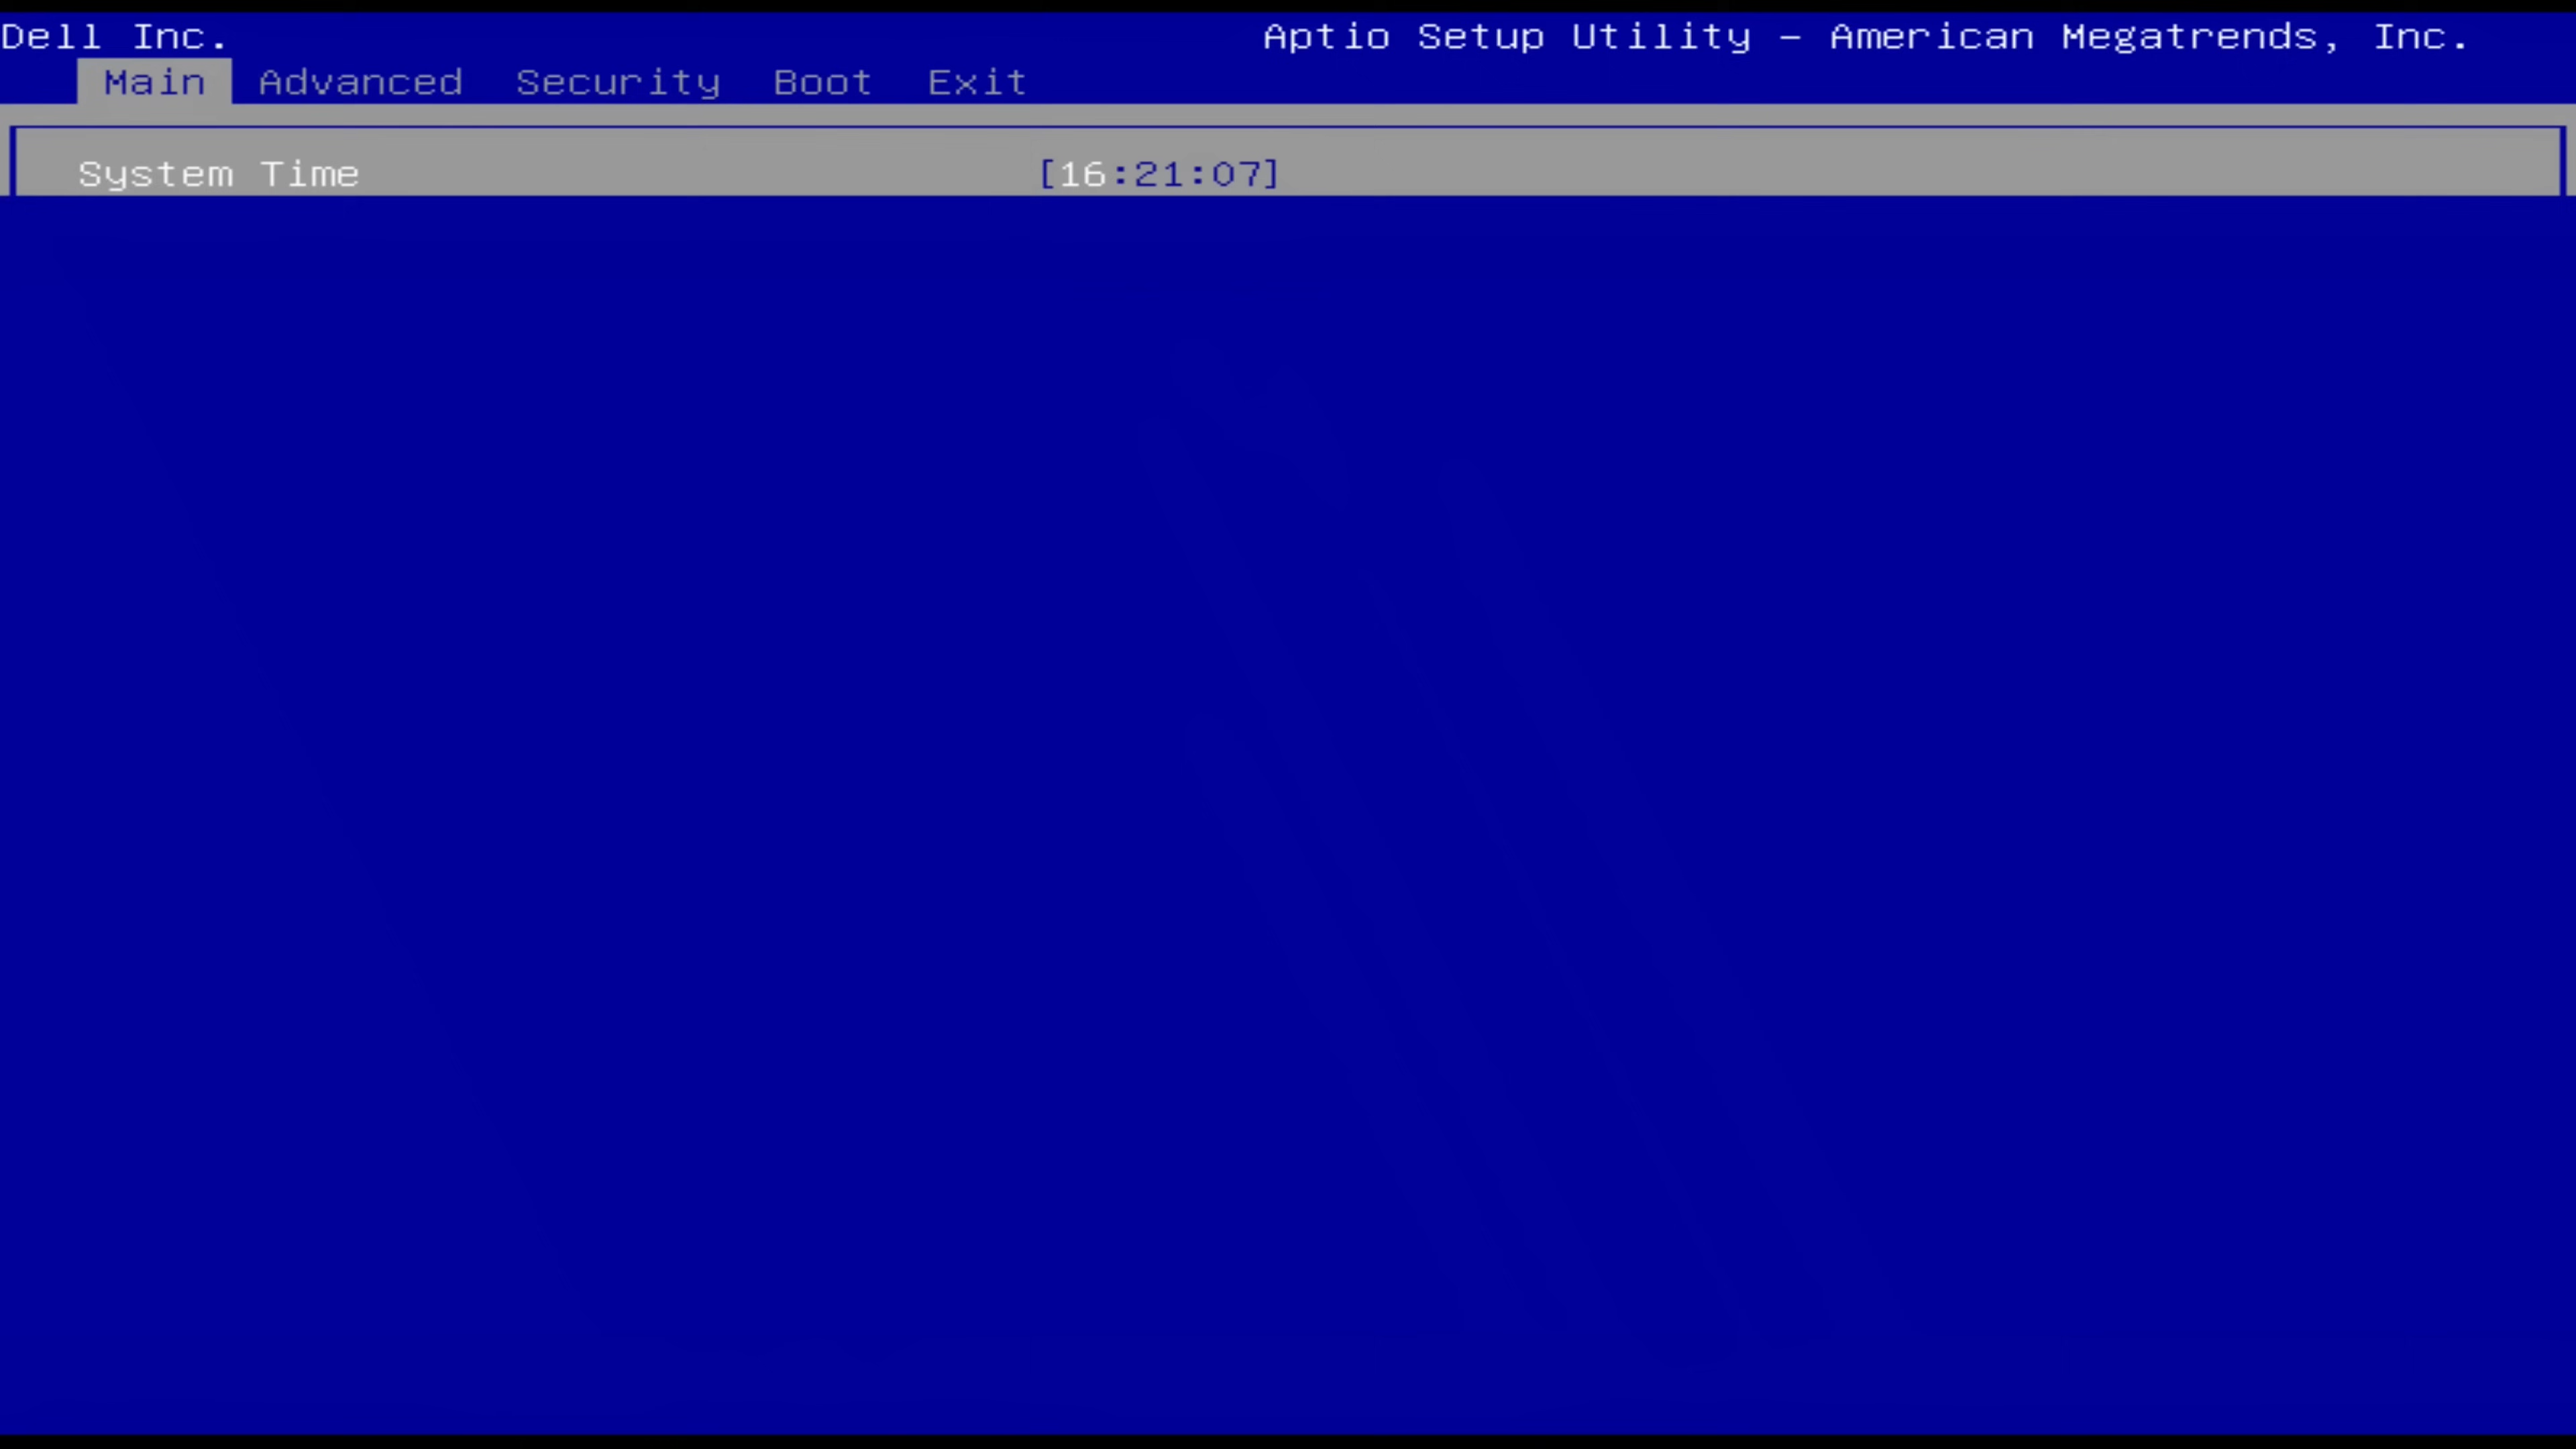 Dell Inc. Aptio Setup Utility - American Megatrends, Inc.
Main Advanced Security Boot Exit
System Time [16:21:07]